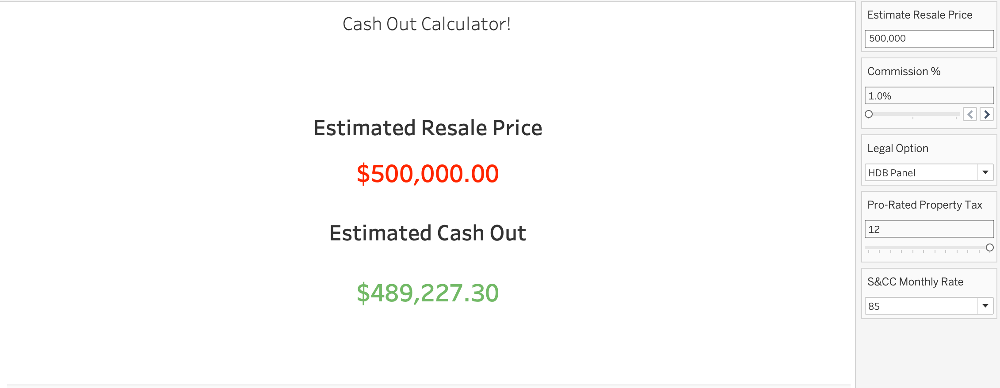 Cash Out Calculator!
Estimated Resale Price
$500,000.00
Estimated Cash Out
$489,227.30
Estimate Resale Price
500,000
Commission %
1.0%
Legal Option
HDB Panel
Pro-Rated Property Tax
12
S&CC Monthly Rate
85